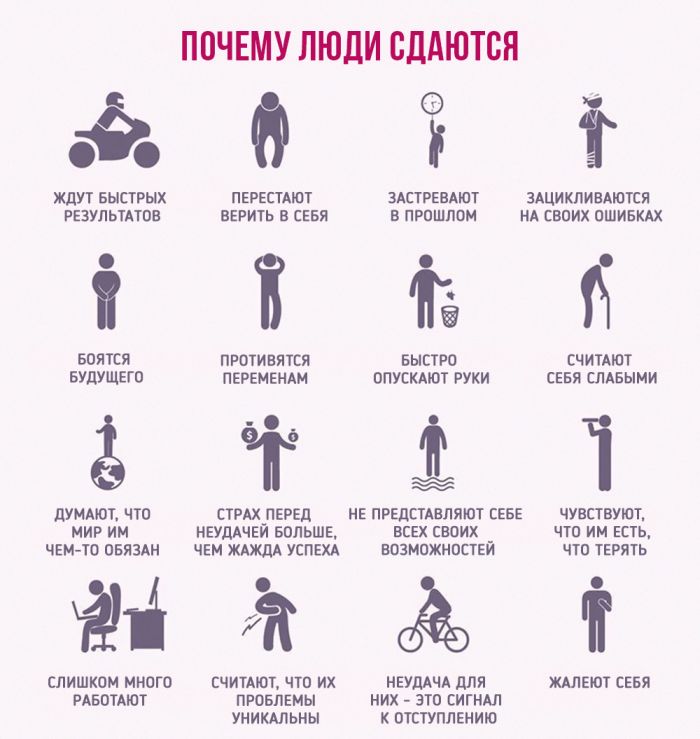 ПОЧЕМУ ЛЮДИ СДАЮТСЯ
ЖДУТ БЫСТРЫХ
РЕЗУЛЬТАТОВ
ПЕРЕСТАЮТ
ВЕРИТЬ В СЕБЯ
ЗАСТРЕВАЮТ
В ПРОШЛОМ
ЗАЦИКЛИВАЮТСЯ
НА СВОИХ ОШИБКАХ
БОЯТСЯ
БУДУЩЕГО
ПРОТИВЯТСЯ
ПЕРЕМЕНАМ
БЫСТРО
ОПУСКАЮТ РУКИ
СЧИТАЮТ
СЕБЯ СЛАБЫМИ
ДУМАЮТ, ЧТО
МИР ИМ
ЧЕМ-ТО ОБЯЗАН
СТРАХ ПЕРЕД
НЕУДАЧЕЙ БОЛЬШЕ,
ЧЕМ ЖАЖДА УСПЕХА
НЕ ПРЕДСТАВЛЯЮТ СЕБЕ
ВСЕХ СВОИХ
ВОЗМОЖНОСТЕЙ
ЧУВСТВУЮТ,
ЧТО ИМ ЕСТЬ,
ЧТО ТЕРЯТЬ
СЛИШКОМ МНОГО
РАБОТАЮТ
СЧИТАЮТ, ЧТО ИХ
ПРОБЛЕМЫ
УНИКАЛЬНЫ
НЕУДАЧА ДЛЯ
НИХ - ЭТО СИГНАЛ
К ОТСТУПЛЕНИЮ
ЖАЛЕЮТ СЕБЯ